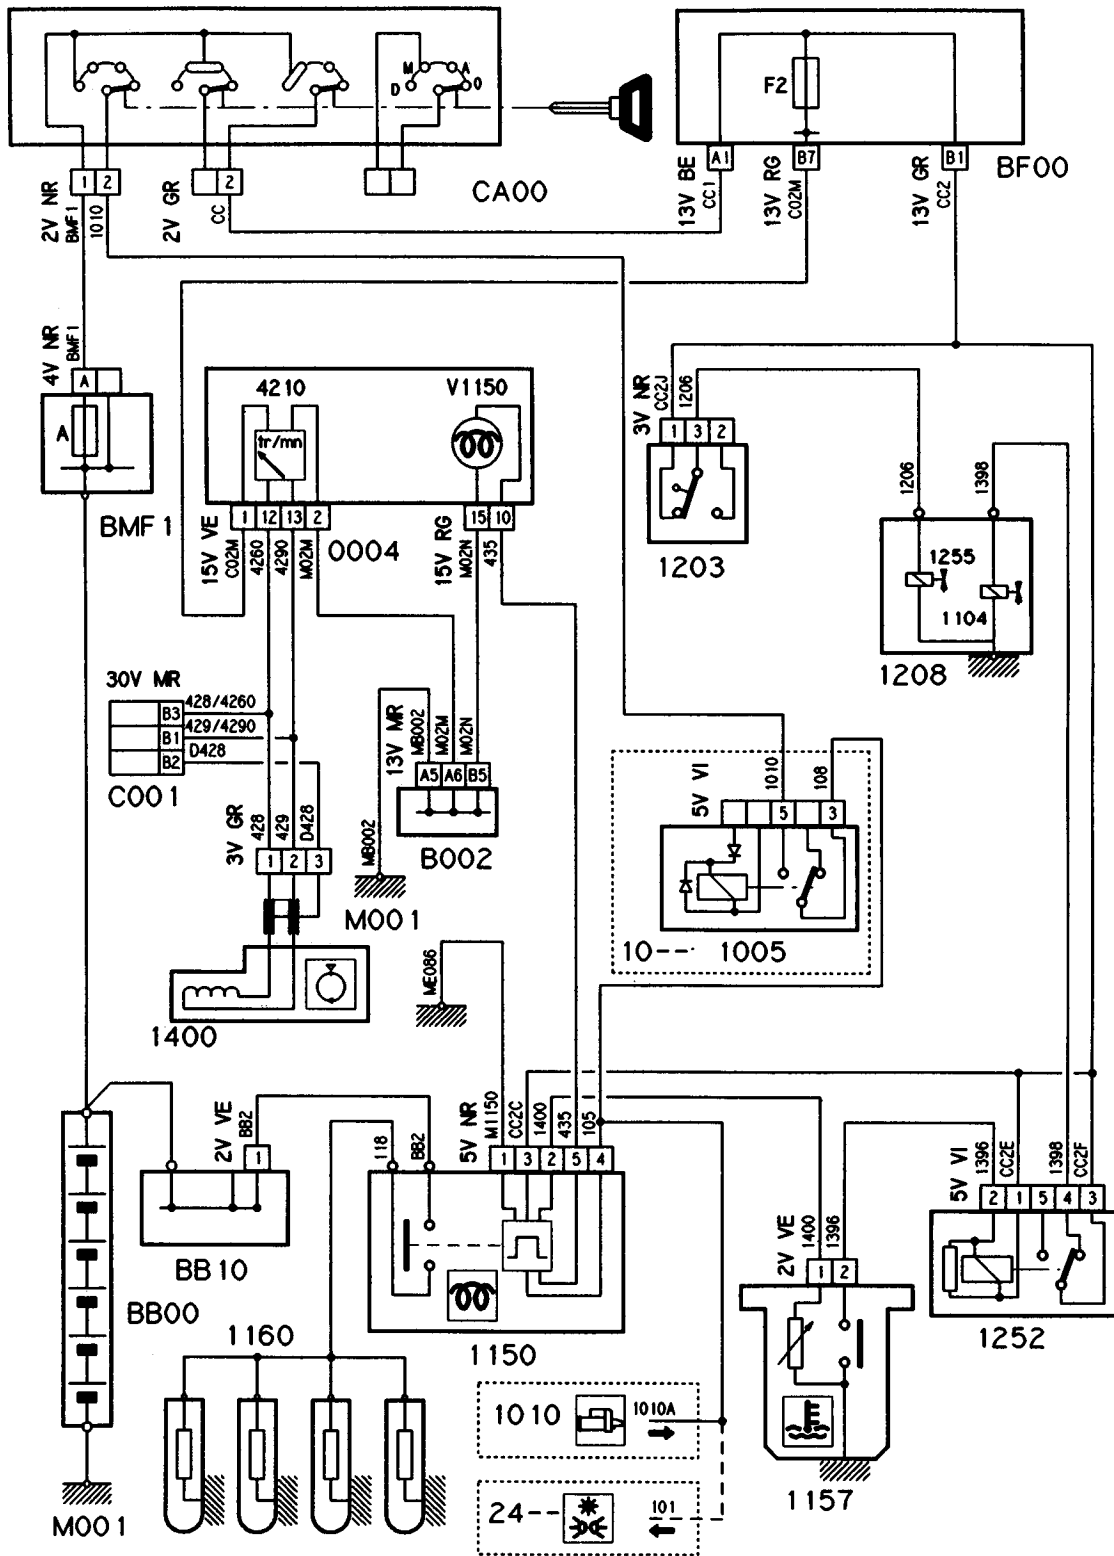 M A
D O
F2
1 2
2
CA00
A1 B7 B1
BF00
2V NR
BMF1
1010
2V GR
CC
13V BE
CC1
13V RG
C02M
13V GR
CC2
4V NR
BMF1
A
A
BMF1
4210
V1150
tr/mn
1 12 13 2
15 10
0004
15V VE
C02M
4260
4290
M02M
15V RG
M02N
435
3V NR
CC2J
1206
1 3 2
1203
1206
1398
1255
1104
1208
30V MR
B3 428/4260
B1 429/4290
B2 D428
C001
13V MR
MB002
M02M
M02N
A5 A6 B5
B002
MB002
M001
3V GR
428
429
D428
1 2 3
1400
5V VI
1010
108
5 3
10-- 1005
ME086
2V VE
BB2
1
BB10
BB00
M001
118
BB2
5V NR
M1150
CC2C
1400
435
105
1 3 2 5 4
1150
1160
2V VE
1400
1396
1 2
1157
5V VI
1396
CC2E
1398
CC2F
2 1 5 4 3
1252
1010 1010A
24-- 101